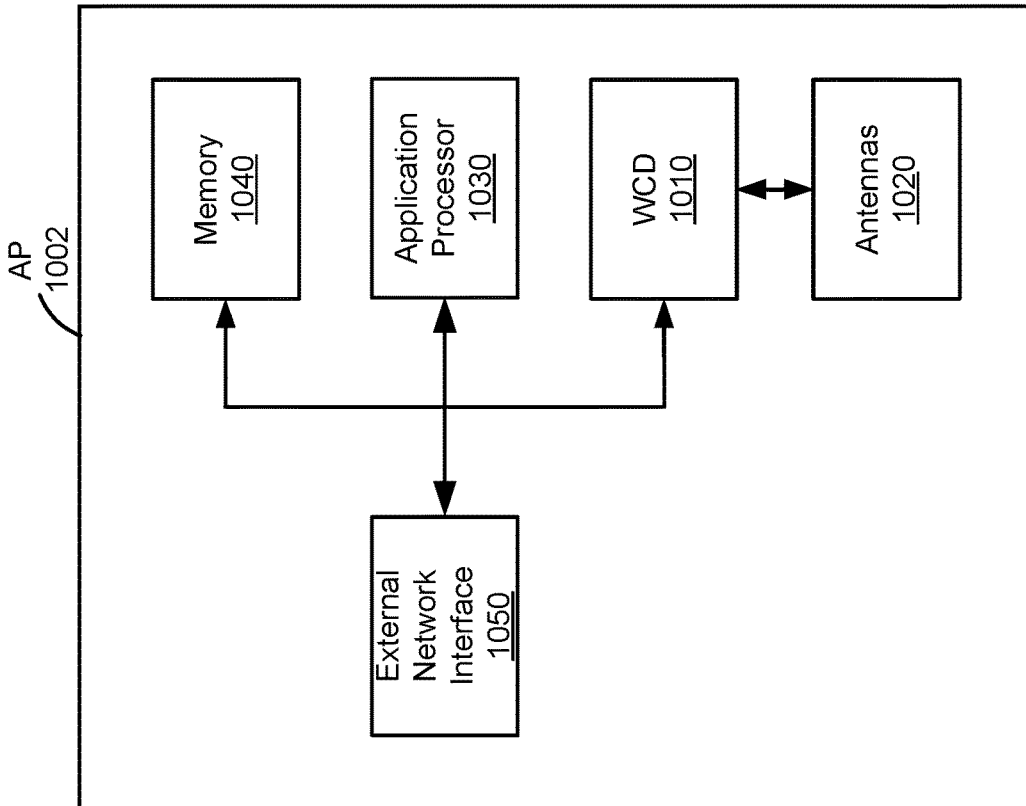 AP
1002
Memory
1040
Application
Processor
1030
WCD
1010
Antennas
1020
External
Network
Interface
1050